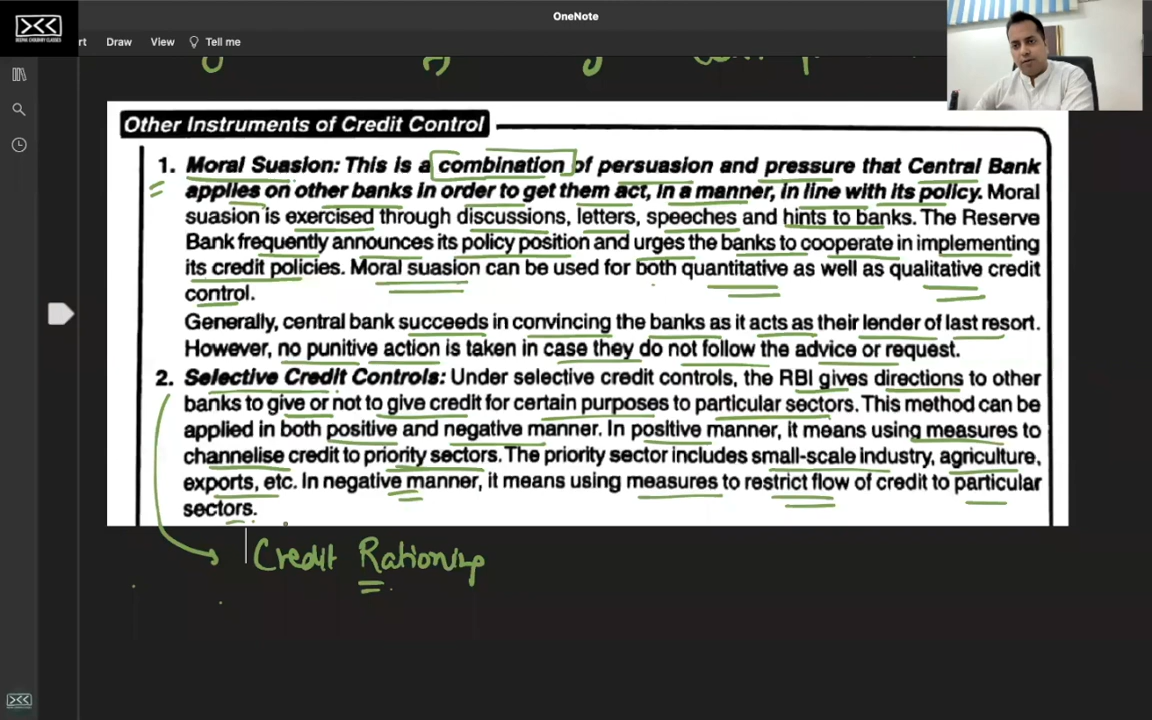 OneNote
rt Draw View Tell me
Other Instruments of Credit Control
1. Moral Suasion: This is a combination of persuasion and pressure that Central Bank
applies on other banks in order to get them act, in a manner, in line with its policy. Moral
suasion is exercised through discussions, letters, speeches and hints to banks. The Reserve
Bank frequently announces its policy position and urges the banks to cooperate in implementing
its credit policies. Moral suasion can be used for both quantitative as well as qualitative credit
control.
Generally, central bank succeeds in convincing the banks as it acts as their lender of last resort.
However, no punitive action is taken in case they do not follow the advice or request.
2. Selective Credit Controls: Under selective credit controls, the RBI gives directions to other
banks to give or not to give credit for certain purposes to particular sectors. This method can be
applied in both positive and negative manner. In positive manner, it means using measures to
channelise credit to priority sectors. The priority sector includes small-scale industry, agriculture,
exports, etc. In negative manner, it means using measures to restrict flow of credit to particular
sectors.
Credit Rationing